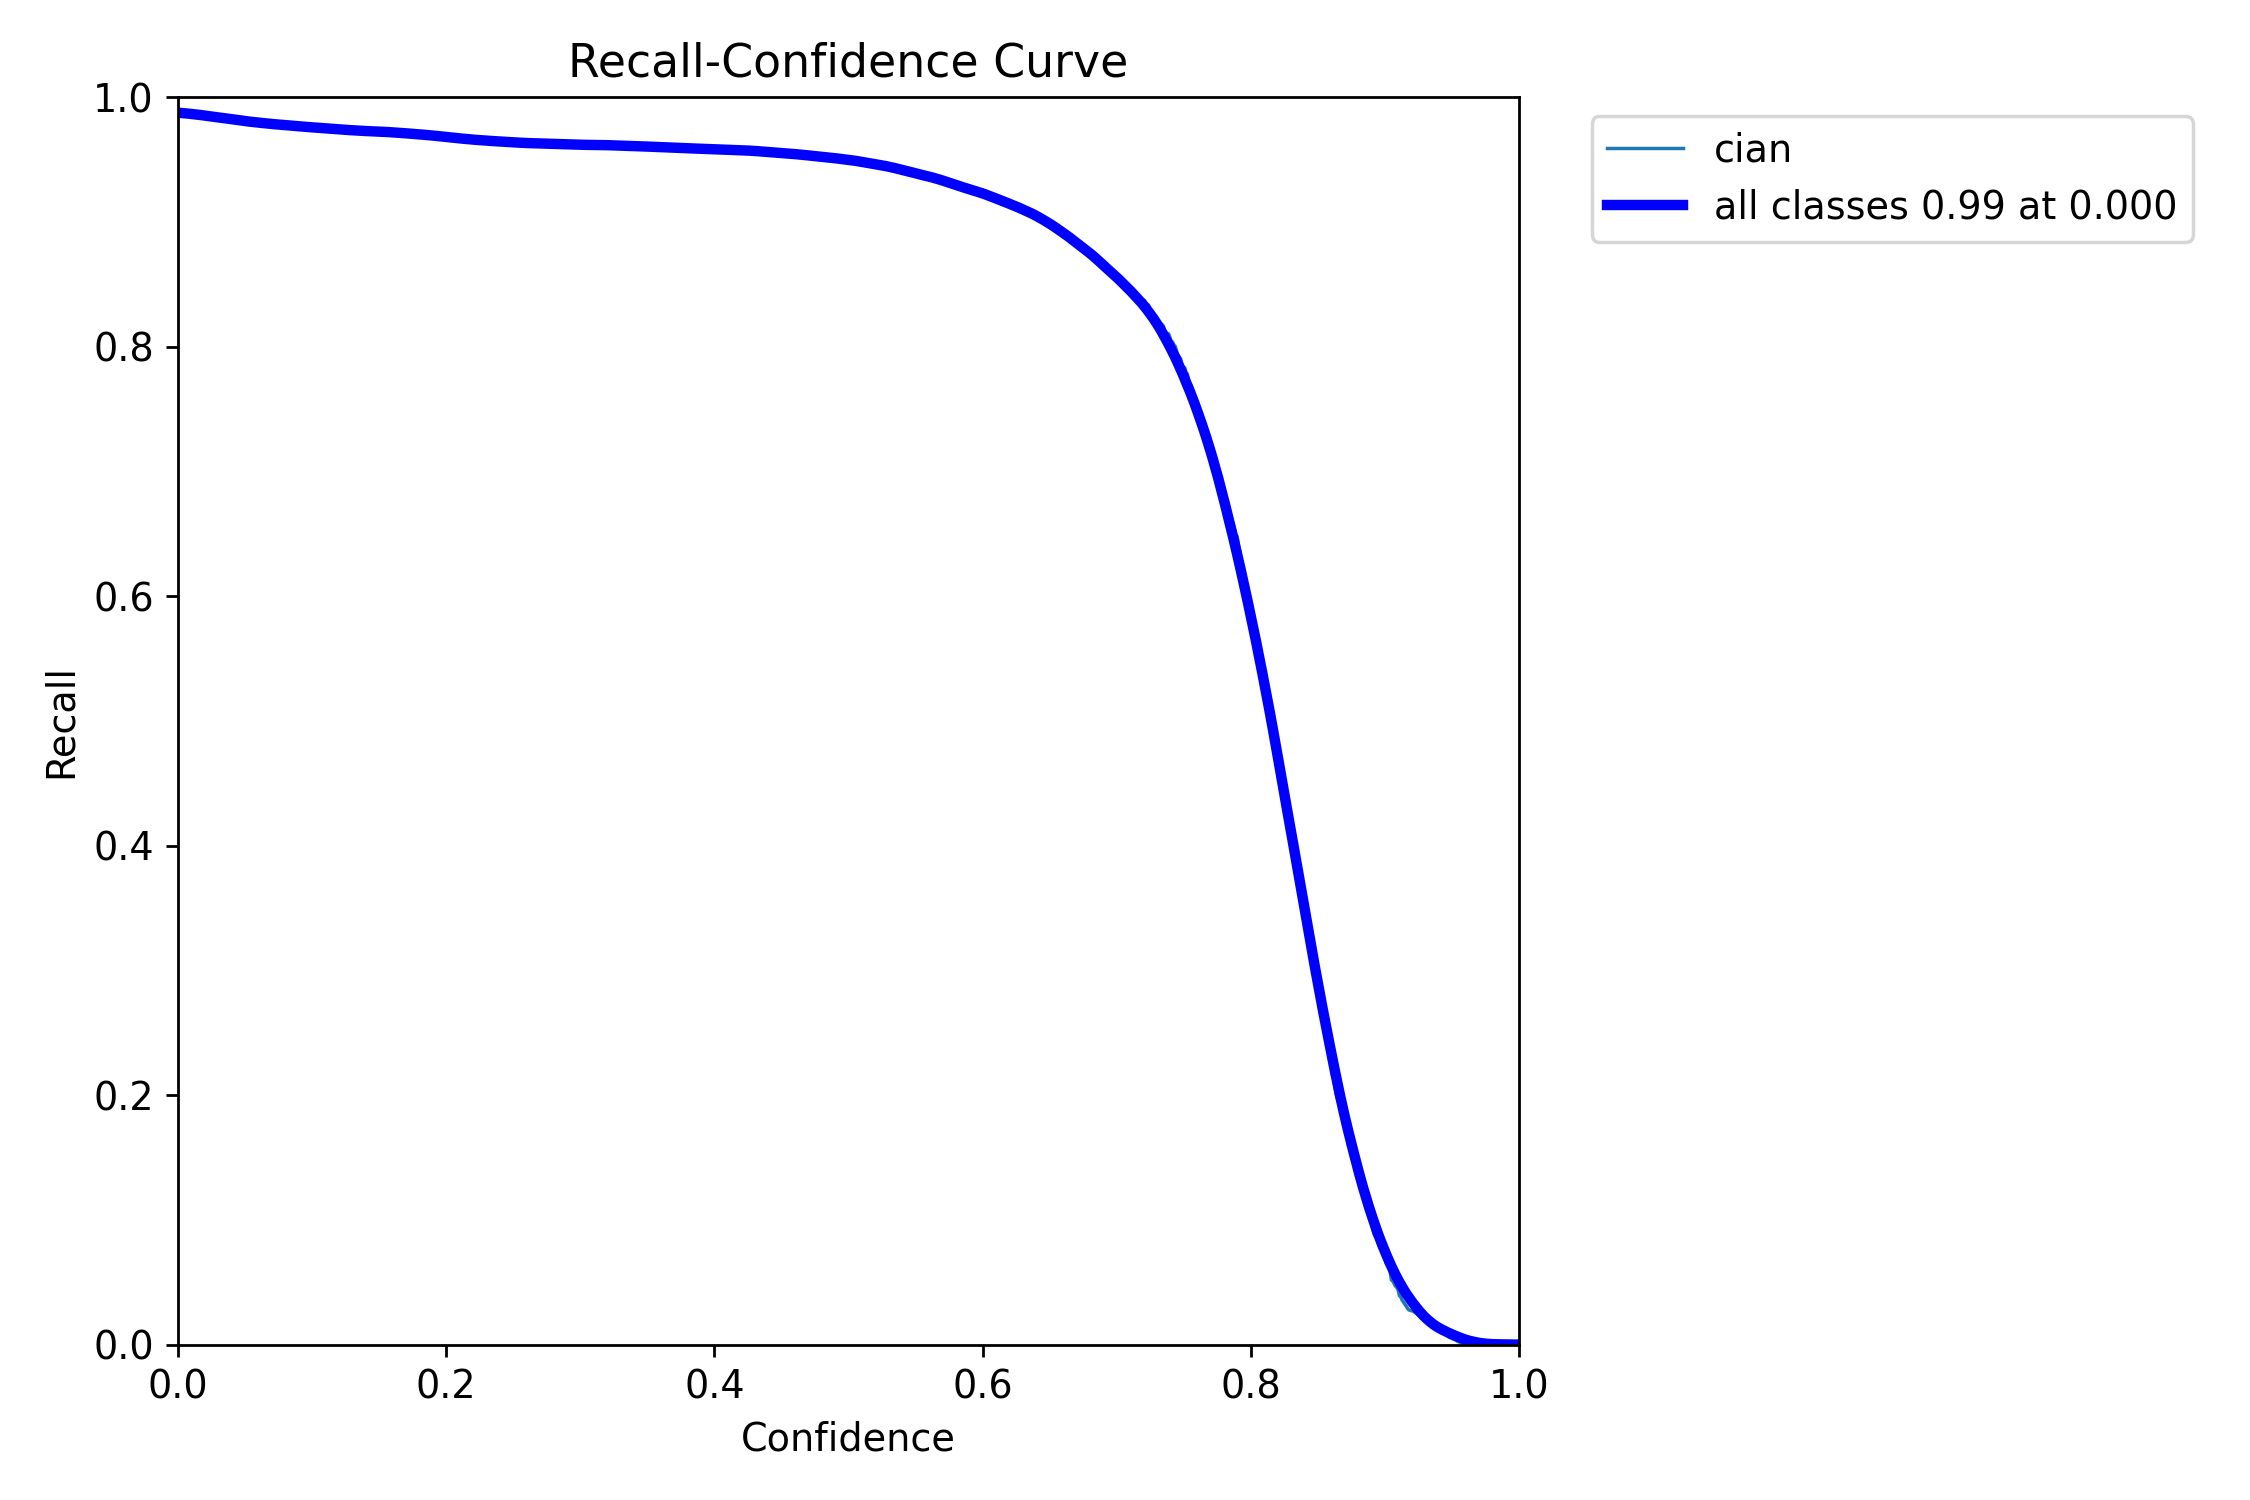 Recall-Confidence Curve
cian
all classes 0.99 at 0.000
1.0
0.8
0.6
0.4
0.2
0.0
Recall
0.0 0.2 0.4 0.6 0.8 1.0
Confidence